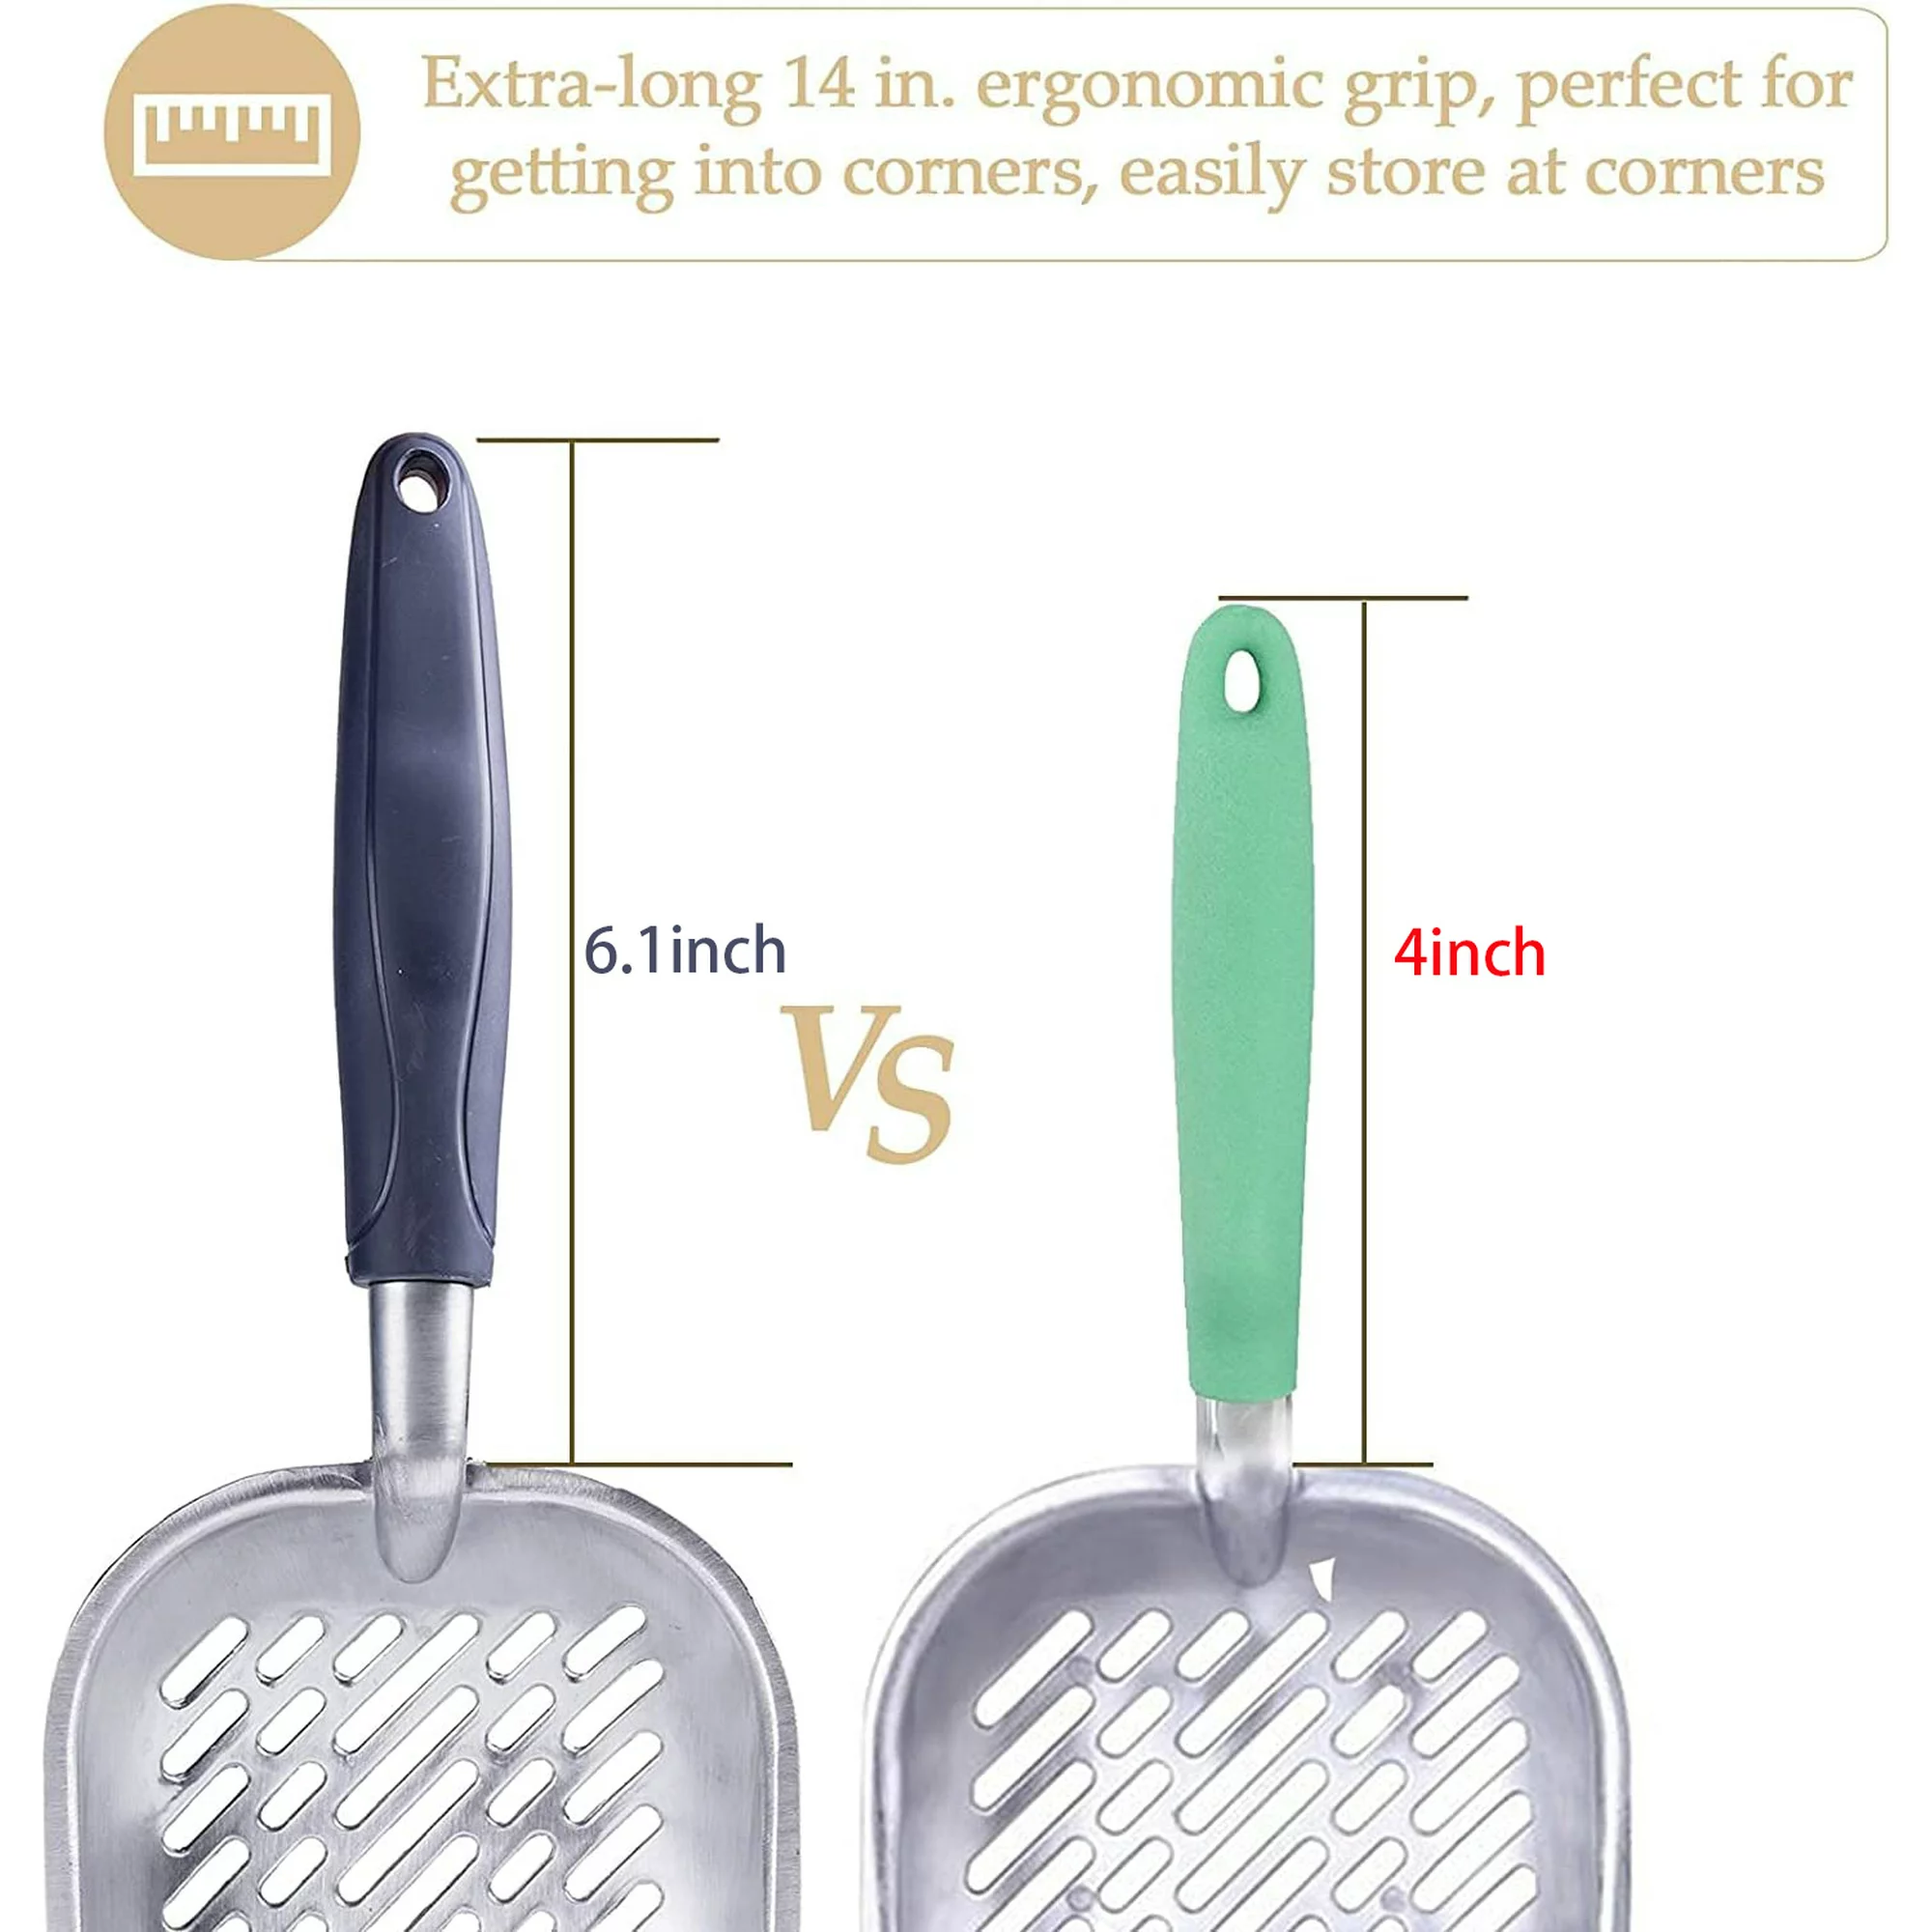 Extra-long 14 in. ergonomic grip, perfect for
getting into corners, easily store at corners
6.1inch
4inch
VS